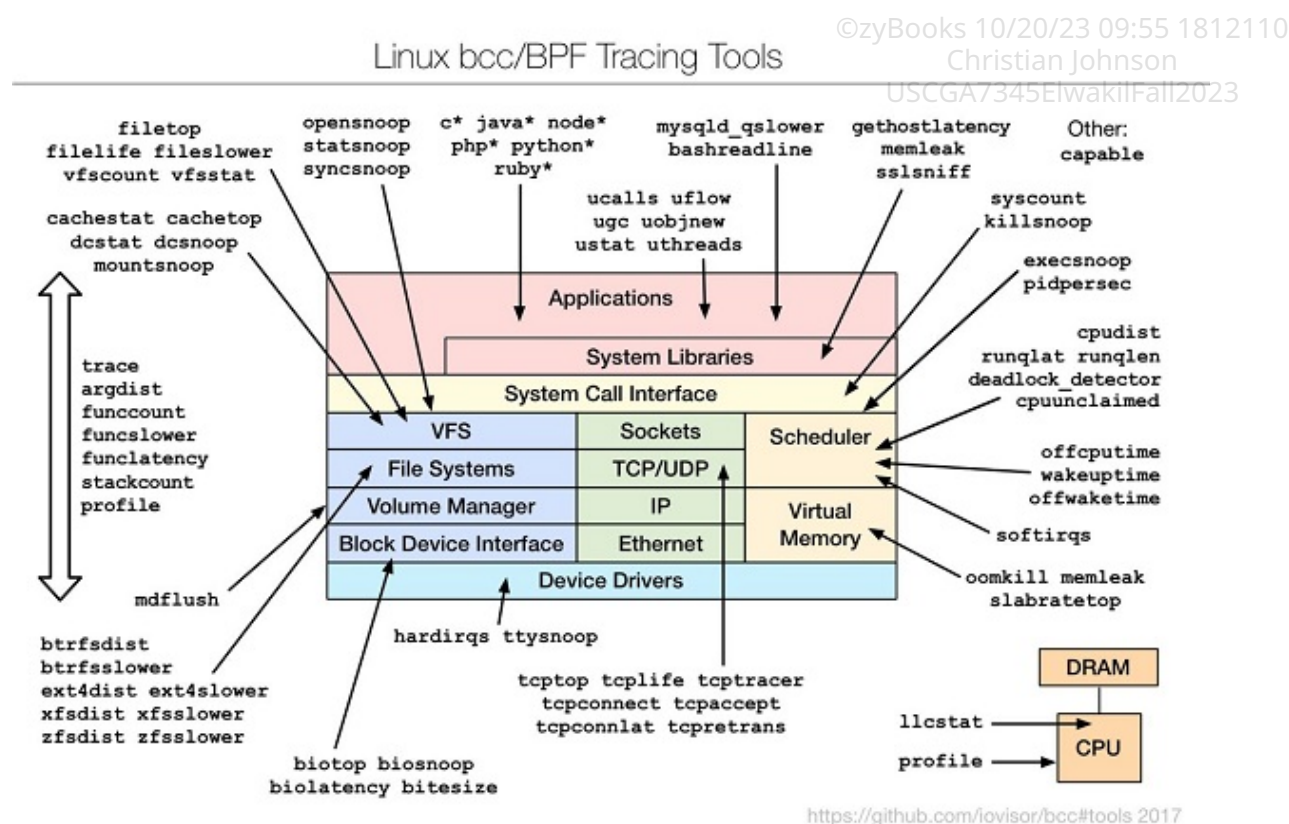 ©zyBooks 10/20/23 09:55 1812110
Christian Johnson
USCGA7345ElwakilFall2023
Linux bcc/BPF Tracing Tools
filetop
filelife fileslower
vfscount vfsstat
opensnoop
statsnoop
syncsnoop
c* java* node*
php* python*
ruby*
mysqld_qslower
bashreadline
gethostlatency
memleak
sslsniff
Other:
capable
ucalls uflow
ugc uobjnew
ustat uthreads
syscount
killsnoop
cachestat cachetop
dcstat dcsnoop
mountsnoop
execsnoop
pidpersec
Applications
System Libraries
System Call Interface
cpudist
runqlat runqlen
deadlock_detector
cpuunclaimed
trace
argdist
funccount
funcslower
funclatency
stackcount
profile
VFS
Sockets
Scheduler
File Systems
TCP/UDP
Volume Manager
IP
Virtual
Memory
Block Device Interface
Ethernet
Device Drivers
offcputime
wakeuptime
offwaketime
softirqs
oomkill memleak
slabratetop
mdflush
hardirqs ttysnoop
btrfsdist
btrfsslower
ext4dist ext4slower
xfsdist xfsslower
zfsdist zfsslower
tcptop tcplife tcptracer
tcpconnect tcpaccept
tcpconnlat tcpretrans
biotop biosnoop
biolatency bitesize
DRAM
llcstat
CPU
profile
https://github.com/iovisor/bcc#tools 2017